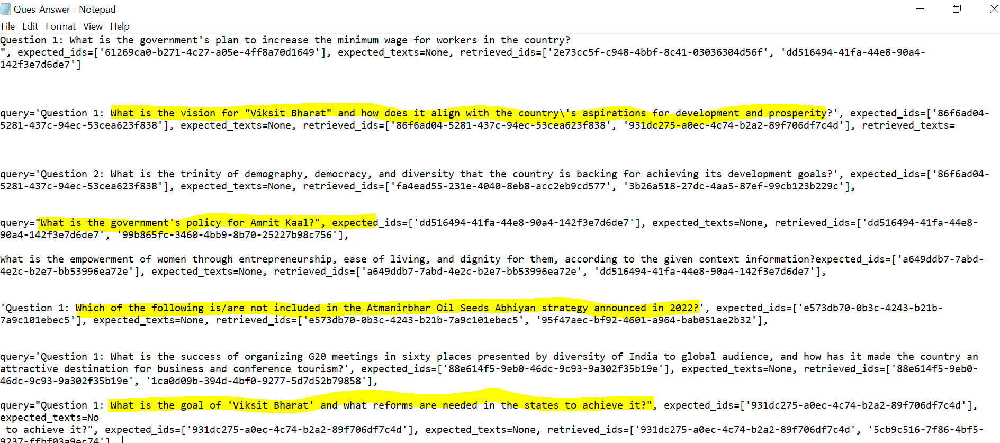 Ques-Answer - Notepad
File Edit Format View Help
Question 1: What is the government's plan to increase the minimum wage for workers in the country?
", expected_ids=['61269ca0-b271-4c27-a05e-4ff8a70d1649'], expected_texts=None, retrieved_ids=['2e73cc5f-c948-4bbf-8c41-03036304d56f', 'dd516494-41fa-44e8-90a4-
142f3e7d6de7']
query='Question 1: What is the vision for "Viksit Bharat" and how does it align with the country\'s aspirations for development and prosperity?', expected_ids=['86f6ad04-
5281-437c-94ec-53cea623f838'], expected_texts=None, retrieved_ids=['86f6ad04-5281-437c-94ec-53cea623f838', '931dc275-a0ec-4c74-b2a2-89f706df7c4d'], retrieved_texts=
query='Question 2: What is the trinity of demography, democracy, and diversity that the country is backing for achieving its development goals?', expected_ids=['86f6ad04-
5281-437c-94ec-53cea623f838'], expected_texts=None, retrieved_ids=['fa4ead55-231e-4040-8eb8-acc2eb9cd577', '3b26a518-27dc-4aa5-87ef-99cb123b229c'],
query="What is the government's policy for Amrit Kaal?", expected_ids=['dd516494-41fa-44e8-90a4-142f3e7d6de7'], expected_texts=None, retrieved_ids=['dd516494-41fa-44e8-
90a4-142f3e7d6de7', '99b865fc-3460-4bb9-8b70-25227b98c756'],
What is the empowerment of women through entrepreneurship, ease of living, and dignity for them, according to the given context information?expected_ids=['a649ddb7-7abd-
4e2c-b2e7-bb53996ea72e'], expected_texts=None, retrieved_ids=['a649ddb7-7abd-4e2c-b2e7-bb53996ea72e', 'dd516494-41fa-44e8-90a4-142f3e7d6de7'],
'Question 1: Which of the following is/are not included in the Atmanirbhar Oil Seeds Abhiyan strategy announced in 2022?', expected_ids=['e573db70-0b3c-4243-b21b-
7a9c101ebec5'], expected_texts=None, retrieved_ids=['e573db70-0b3c-4243-b21b-7a9c101ebec5', '95f47aec-bf92-4601-a964-bab051ae2b32'],
query='Question 1: What is the success of organizing G20 meetings in sixty places presented by diversity of India to global audience, and how has it made the country an
attractive destination for business and conference tourism?', expected_ids=['88e614f5-9eb0-46dc-9c93-9a302f35b19e'], expected_texts=None, retrieved_ids=['88e614f5-9eb0-
46dc-9c93-9a302f35b19e', '1ca0d09b-394d-4bf0-9277-5d7d52b79858'],
query="Question 1: What is the goal of 'Viksit Bharat' and what reforms are needed in the states to achieve it?", expected_ids=['931dc275-a0ec-4c74-b2a2-89f706df7c4d'],
expected_texts=No
to achieve it?", expected_ids=['931dc275-a0ec-4c74-b2a2-89f706df7c4d'], expected_texts=None, retrieved_ids=['931dc275-a0ec-4c74-b2a2-89f706df7c4d', '5cb9c516-7f86-4bf5-
9237-ffbf03a9ec74']